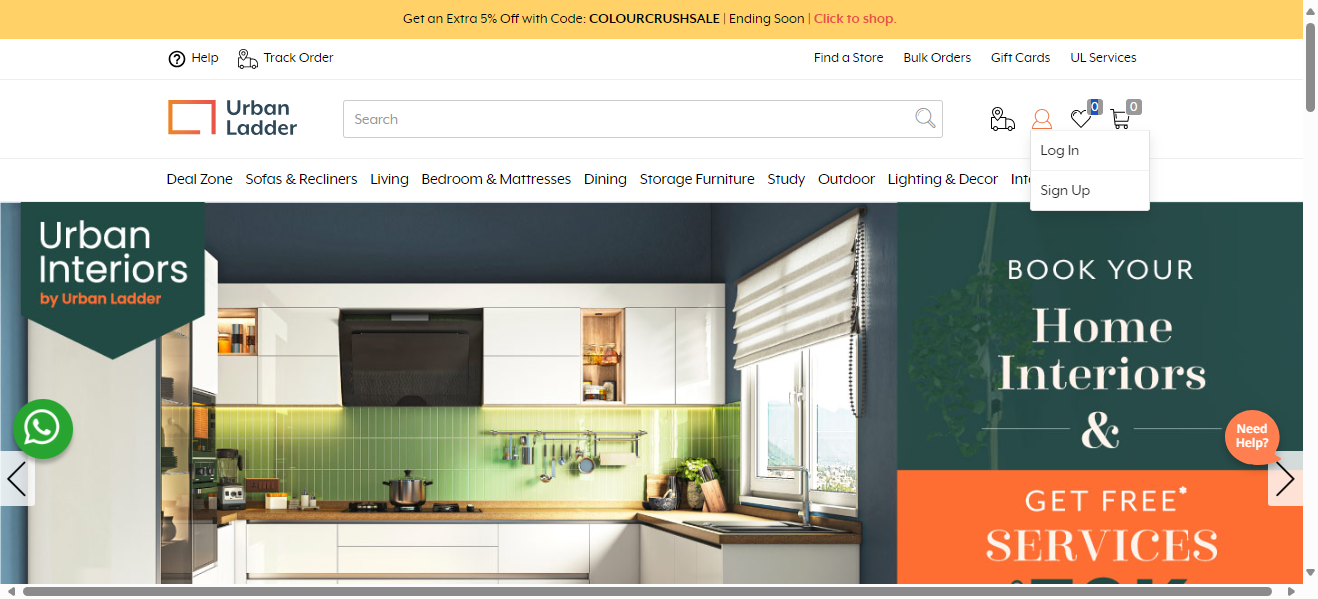 Get an Extra 5% Off with Code: COLOURCRUSHSALE | Ending Soon | Click to shop.
Help
Track Order
Find a Store
Bulk Orders
Gift Cards
UL Services
Urban
Ladder
Search
0
0
Log In
Sign Up
Deal Zone
Sofas & Recliners
Living
Bedroom & Mattresses
Dining
Storage Furniture
Study
Outdoor
Lighting & Decor
Urban
Interiors
by Urban Ladder
BOOK YOUR
Home
Interiors
&
Need
Help?
GET FREE*
SERVICES